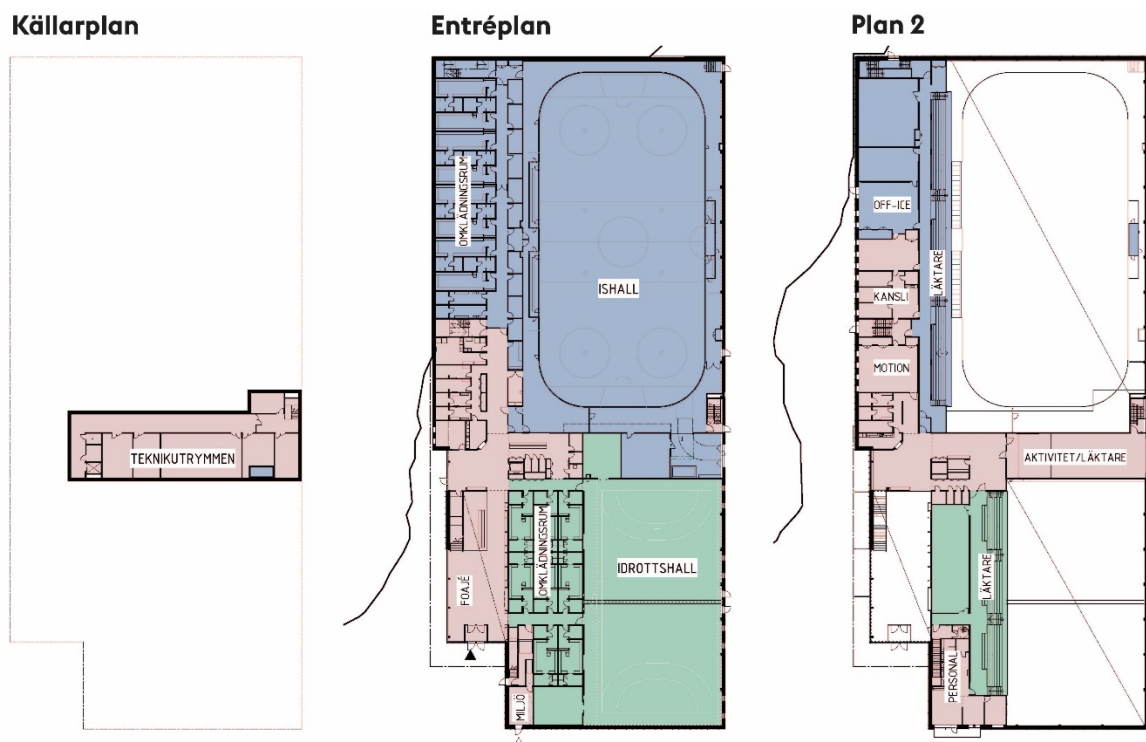 Källarplan
Entréplan
Plan 2
TEKNIKUTRYMMEN
OMKLÄDNINGSRUM
ISHALL
FOAJÉ
OMKLÄDNINGSRUM
IDROTTSHALL
MILJÖ
OFF-ICE
LÄKTARE
KANSLI
MOTION
AKTIVITET/LÄKTARE
LÄKTARE
PERSONAL